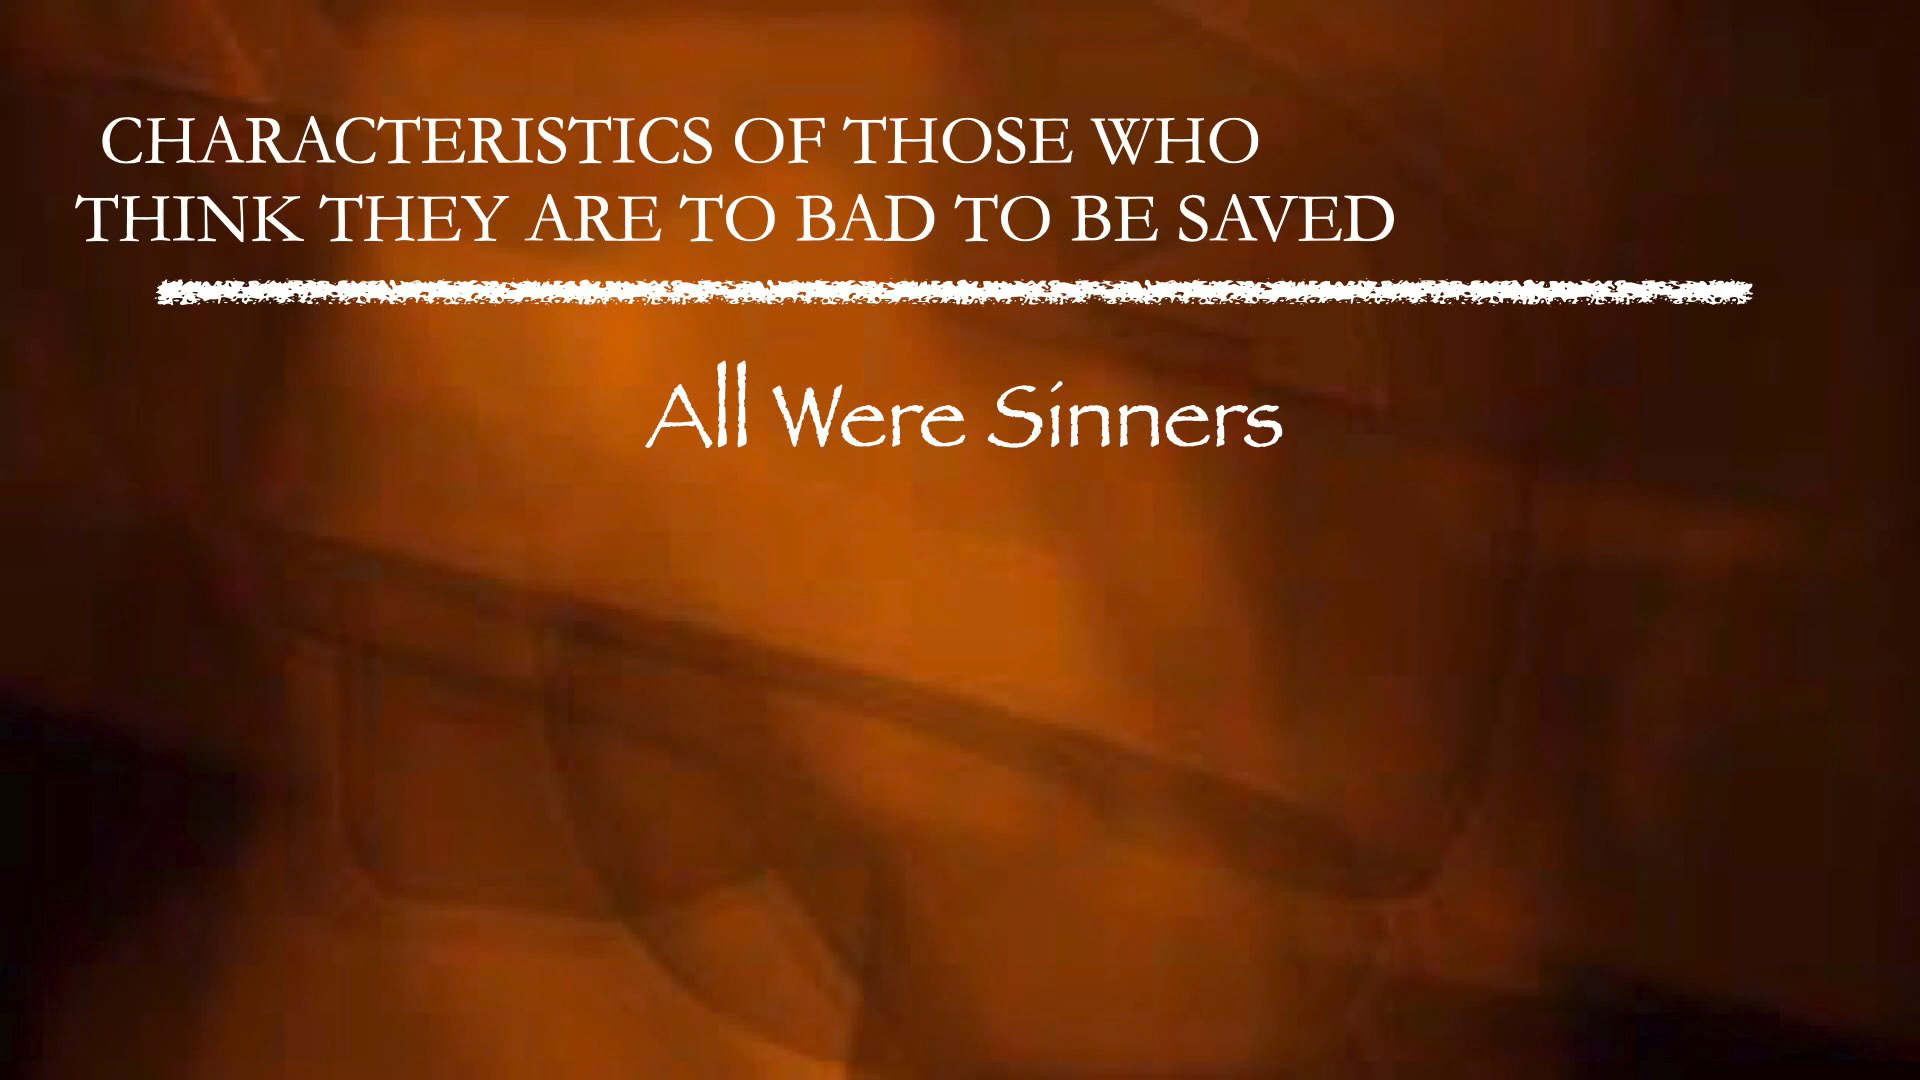 CHARACTERISTICS OF THOSE WHO
THINK THEY ARE TO BAD TO BE SAVED
All Were Sinners